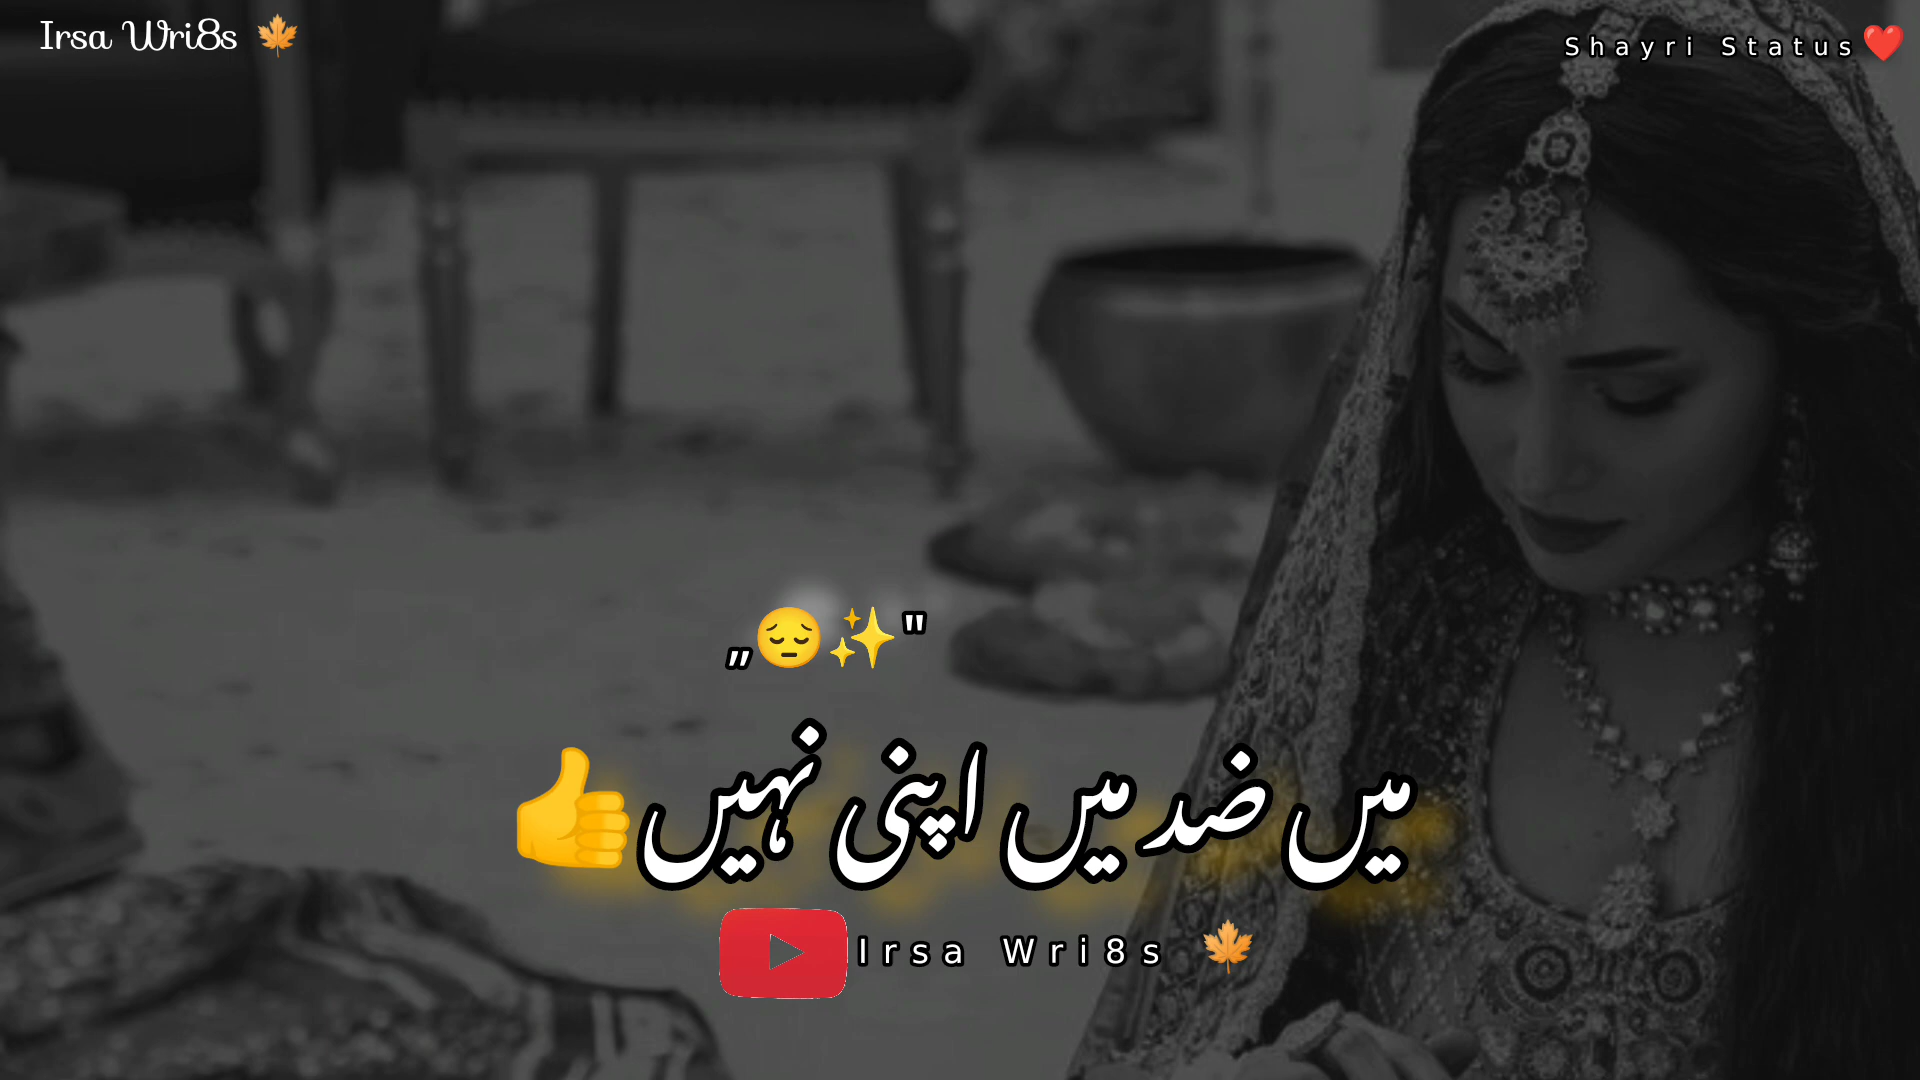 Irsa Wri8s 🍁
Shayri Status❤️
„😔✨"
میں ضد میں اپنی نہیں👍
Irsa Wri8s 🍁